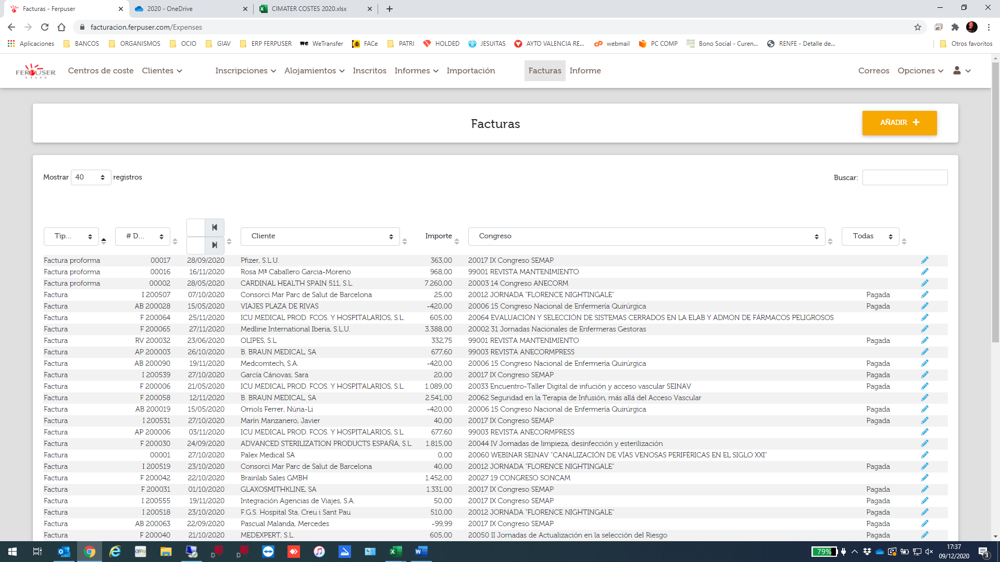 Facturas - Ferpuser
2020 - OneDrive
CIMATER COSTES 2020.xlsx
facturacion.ferpuser.com/Expenses
Aplicaciones BANCOS ORGANISMOS OCIO GIAV ERP FERPUSER WeTransfer FACe PATRI HOLDED JESUITAS AYTO VALENCIA RE... webmail PC COMP Bono Social - Curen... RENFE - Detalle de... Otros favoritos
FERPUSER GRUPO Centros de coste Clientes Inscripciones Alojamientos Inscritos Informes Importación Facturas Informe Correos Opciones
Facturas
AÑADIR +
Mostrar 40 registros
Buscar:
Tip... # D... Cliente Importe Congreso Todas
Factura proforma 00017 28/09/2020 Pfizer, S.L.U. 363,00 20017 IX Congreso SEMAP
Factura proforma 00016 16/11/2020 Rosa Mª Caballero Garcia-Moreno 968,00 99001 REVISTA MANTENIMIENTO
Factura proforma 00002 28/05/2020 CARDINAL HEALTH SPAIN 511, S.L. 7.260,00 20003 14 Congreso ANECORM
Factura I 200507 07/10/2020 Consorci Mar Parc de Salut de Barcelona 25,00 20012 JORNADA "FLORENCE NIGHTINGALE" Pagada
Factura AB 200028 15/05/2020 VIAJES PLAZA DE RIVAS -420,00 20006 15 Congreso Nacional de Enfermería Quirúrgica Pagada
Factura F 200064 25/11/2020 ICU MEDICAL PROD. FCOS. Y HOSPITALARIOS, S.L. 605,00 20064 EVALUACIÓN Y SELECCIÓN DE SISTEMAS CERRADOS EN LA ELAB Y ADMON DE FÁRMACOS PELIGROSOS
Factura F 200065 27/11/2020 Medline International Iberia, S.L.U. 3.388,00 20002 31 Jornadas Nacionales de Enfermeras Gestoras
Factura RV 200032 23/06/2020 OLIPES, S.L. 332,75 99001 REVISTA MANTENIMIENTO Pagada
Factura AP 200003 26/10/2020 B. BRAUN MEDICAL, SA 677,60 99003 REVISTA ANECORMPRESS
Factura AB 200090 19/11/2020 Medcomtech, S.A. -420,00 20006 15 Congreso Nacional de Enfermería Quirúrgica Pagada
Factura I 200539 27/10/2020 García Cánovas, Sara 20,00 20017 IX Congreso SEMAP Pagada
Factura F 200006 21/05/2020 ICU MEDICAL PROD. FCOS. Y HOSPITALARIOS, S.L. 1.089,00 20033 Encuentro-Taller Digital de infución y acceso vascular SEINAV Pagada
Factura F 200058 12/11/2020 B. BRAUN MEDICAL, SA 2.541,00 20062 Seguridad en la Terapia de Infusión, más allá del Acceso Vascular
Factura AB 200019 15/05/2020 Orriols Ferrer, Núria-Li -420,00 20006 15 Congreso Nacional de Enfermería Quirúrgica Pagada
Factura I 200531 27/10/2020 Marín Manzanero, Javier 40,00 20017 IX Congreso SEMAP Pagada
Factura AP 200006 03/11/2020 ICU MEDICAL PROD. FCOS. Y HOSPITALARIOS, S.L. 677,60 99003 REVISTA ANECORMPRESS
Factura F 200030 24/09/2020 ADVANCED STERILIZATION PRODUCTS ESPAÑA, S.L. 1.815,00 20044 IV Jornadas de limpieza, desinfección y esterilización
Factura 00001 27/10/2020 Palex Medical SA 0,00 20060 WEBINAR SEINAV "CANALIZACIÓN DE VÍAS VENOSAS PERIFÉRICAS EN EL SIGLO XXI"
Factura I 200519 23/10/2020 Consorci Mar Parc de Salut de Barcelona 40,00 20012 JORNADA "FLORENCE NIGHTINGALE" Pagada
Factura F 200042 22/10/2020 Brainlab Sales GMBH 1.452,00 20027 19 CONGRESO SONCAM
Factura F 200031 01/10/2020 GLAXOSMITHKLINE, SA 1.331,00 20017 IX Congreso SEMAP Pagada
Factura I 200555 19/11/2020 Integración Agencias de Viajes, S.A. 50,00 20017 IX Congreso SEMAP Pagada
Factura I 200518 23/10/2020 F.G.S. Hospital Sta. Creu i Sant Pau 510,00 20012 JORNADA "FLORENCE NIGHTINGALE" Pagada
Factura AB 200063 22/09/2020 Pascual Malanda, Mercedes -99,99 20017 IX Congreso SEMAP Pagada
Factura F 200040 21/10/2020 MEDEXPERT, S.L. 605,00 20050 II Jornadas de Actualización en la selección del Riesgo Pagada
79%
17:37
09/12/2020
3